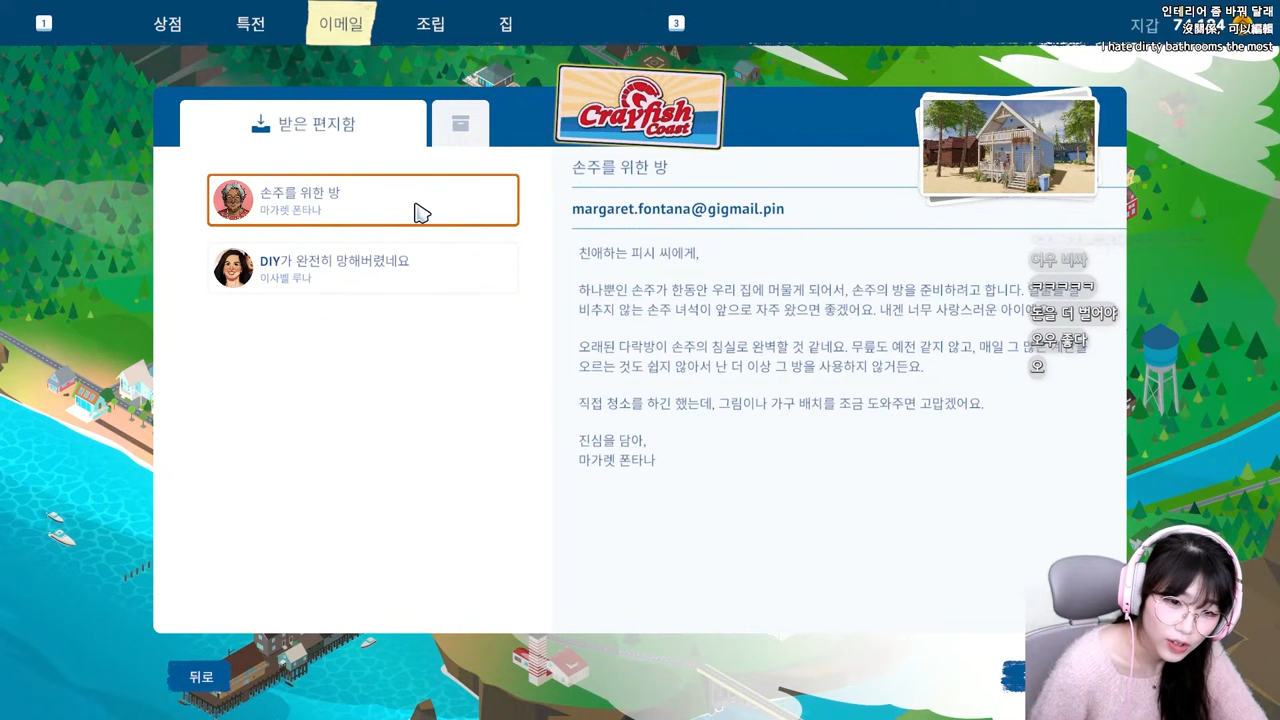 1
상점
특전
이메일
조립
집
3
지갑
인테리어 좀 바꿔 달래
沒關係, 可以編輯
I hate dirty bathrooms the most
받은 편지함
Crayfish
Coast
손주를 위한 방
마가렛 폰타나
DIY가 완전히 망해버렸네요
이사벨 루나
손주를 위한 방
margaret.fontana@gigmail.pin
친애하는 피시 씨에게,
하나뿐인 손주가 한동안 우리 집에 머물게 되어서, 손주의 방을 준비하려고 합니다.
비추지 않는 손주 녀석이 앞으로 자주 왔으면 좋겠어요. 내겐 너무 사랑스러운
오래된 다락방이 손주의 침실로 완벽할 것 같네요. 무릎도 예전 같지 않고, 매일 그
오르는 것도 쉽지 않아서 난 더 이상 그 방을 사용하지 않거든요.
직접 청소를 하긴 했는데, 그림이나 가구 배치를 조금 도와주면 고맙겠어요.
진심을 담아,
마가렛 폰타나
어우 비싸
ㅋㅋㅋㅋㅋ
돈을 더 벌어야
오우 좋다
오
뒤로